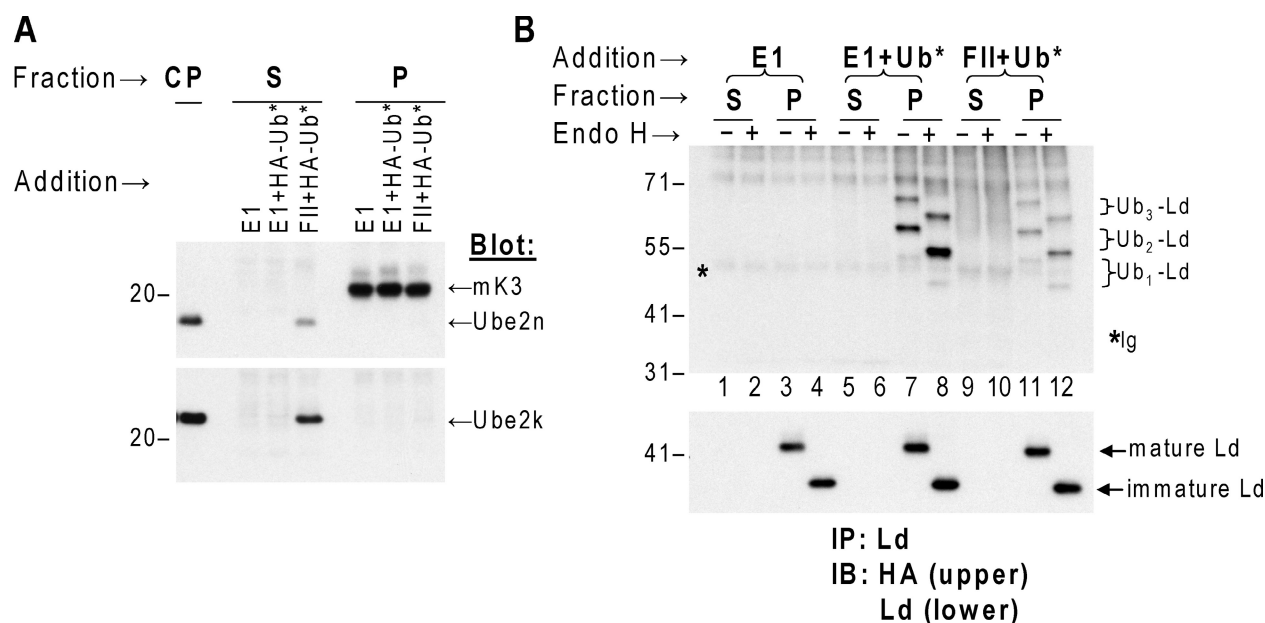 A
Fraction→ CP S P
Addition→
E1
E1+HA-Ub*
FII+HA-Ub*
E1
E1+HA-Ub*
FII+HA-Ub*
Blot:
20–
←mK3
←Ube2n
20–
←Ube2k
B
Addition→ E1 E1+Ub* FII+Ub*
Fraction→ S P S P S P
Endo H→ – + – + – + – + – + – +
71–
55–
*
41–
31–
}Ub3-Ld
}Ub2-Ld
}Ub1-Ld
*Ig
1 2 3 4 5 6 7 8 9 10 11 12
41–
←mature Ld
←immature Ld
IP: Ld
IB: HA (upper)
Ld (lower)